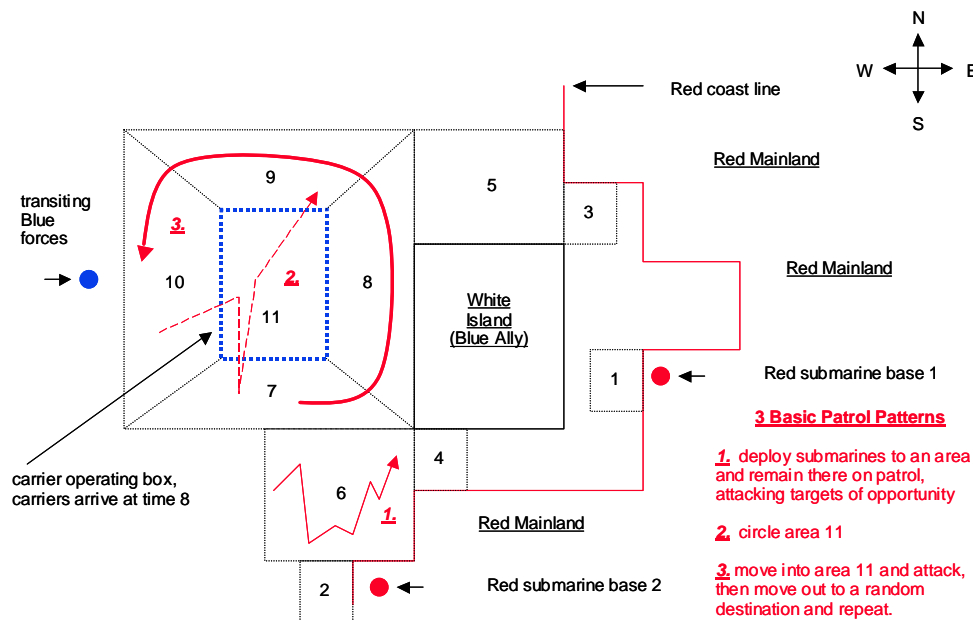 N
W
E
S
Red coast line
Red Mainland
9
5
3
transiting
Blue
forces
3.
10
2.
8
11
Red Mainland
White
Island
(Blue Ally)
7
1
Red submarine base 1
carrier operating box,
carriers arrive at time 8
4
6
1.
Red Mainland
2
Red submarine base 2
3 Basic Patrol Patterns
1. deploy submarines to an area
and remain there on patrol,
attacking targets of opportunity
2. circle area 11
3. move into area 11 and attack,
then move out to a random
destination and repeat.